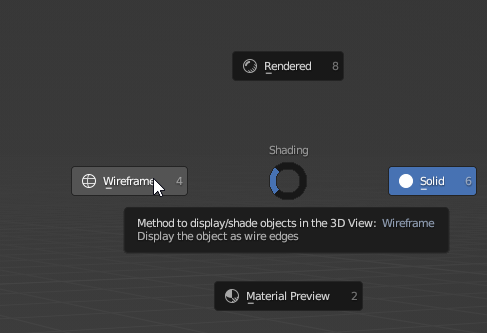 Rendered 8
Shading
Wireframe 4
Solid 6
Method to display/shade objects in the 3D View: Wireframe
Display the object as wire edges
Material Preview 2